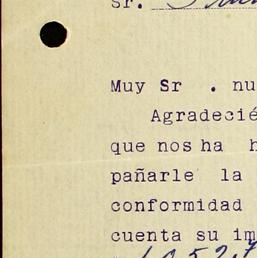 Sr.
Muy Sr . nu
Agradecié
que nos ha h
pañarle la
conformidad
cuenta su im